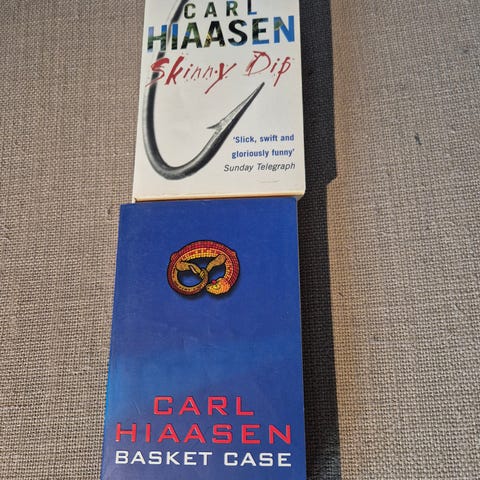 CARL
HIAASEN
Skinny Dip
'Slick, swift and
gloriously funny'
Sunday Telegraph
CARL
HIAASEN
BASKET CASE